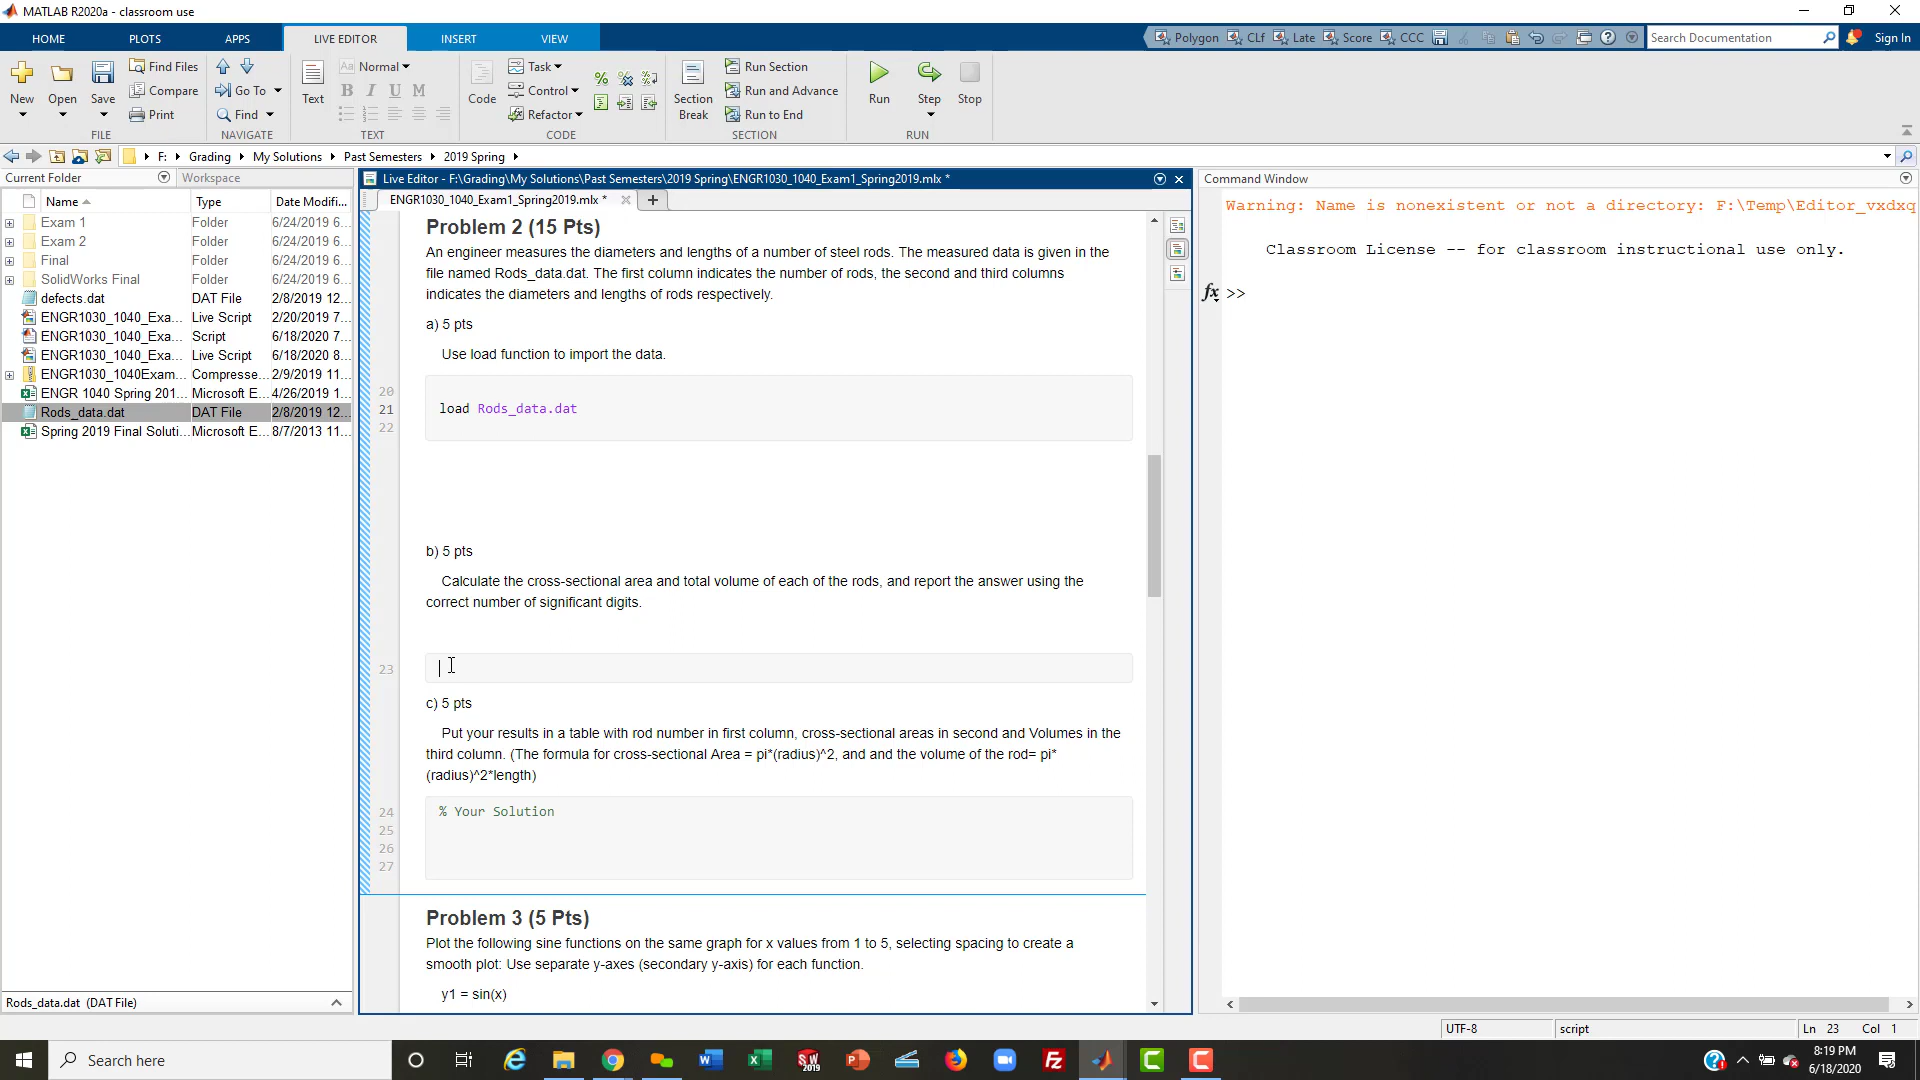 MATLAB R2020a - classroom use
HOME PLOTS APPS LIVE EDITOR INSERT VIEW
Polygon CLf Late Score CCC Search Documentation Sign In
Find Files Normal Task Run Section
New Open Save Compare Go To Text B I U M Code Control Section Break Run and Advance Run Step Stop
Print Find Refactor Run to End
FILE NAVIGATE TEXT CODE SECTION RUN
F: Grading My Solutions Past Semesters 2019 Spring
Current Folder Workspace
Name Type Date Modifi...
Exam 1 Folder 6/24/2019 6...
Exam 2 Folder 6/24/2019 6...
Final Folder 6/24/2019 6...
SolidWorks Final Folder 6/24/2019 6...
defects.dat DAT File 2/8/2019 12...
ENGR1030_1040_Exa... Live Script 2/20/2019 7...
ENGR1030_1040_Exa... Script 6/18/2020 7...
ENGR1030_1040_Exa... Live Script 6/18/2020 8...
ENGR1030_1040Exam... Compresse... 2/9/2019 11...
ENGR 1040 Spring 201... Microsoft E... 4/26/2019 1...
Rods_data.dat DAT File 2/8/2019 12...
Spring 2019 Final Soluti... Microsoft E... 8/7/2013 11...
Rods_data.dat (DAT File)
Live Editor - F:\Grading\My Solutions\Past Semesters\2019 Spring\ENGR1030_1040_Exam1_Spring2019.mlx *
ENGR1030_1040_Exam1_Spring2019.mlx *
Problem 2 (15 Pts)
An engineer measures the diameters and lengths of a number of steel rods. The measured data is given in the
file named Rods_data.dat. The first column indicates the number of rods, the second and third columns
indicates the diameters and lengths of rods respectively.
a) 5 pts
Use load function to import the data.
20
21 load Rods_data.dat
22
b) 5 pts
Calculate the cross-sectional area and total volume of each of the rods, and report the answer using the
correct number of significant digits.
23
c) 5 pts
Put your results in a table with rod number in first column, cross-sectional areas in second and Volumes in the
third column. (The formula for cross-sectional Area = pi*(radius)^2, and and the volume of the rod= pi*
(radius)^2*length)
24 % Your Solution
25
26
27
Problem 3 (5 Pts)
Plot the following sine functions on the same graph for x values from 1 to 5, selecting spacing to create a
smooth plot: Use separate y-axes (secondary y-axis) for each function.
y1 = sin(x)
Command Window
Warning: Name is nonexistent or not a directory: F:\Temp\Editor_vxdxq
Classroom License -- for classroom instructional use only.
fx >>
UTF-8 script Ln 23 Col 1
Search here
8:19 PM
6/18/2020